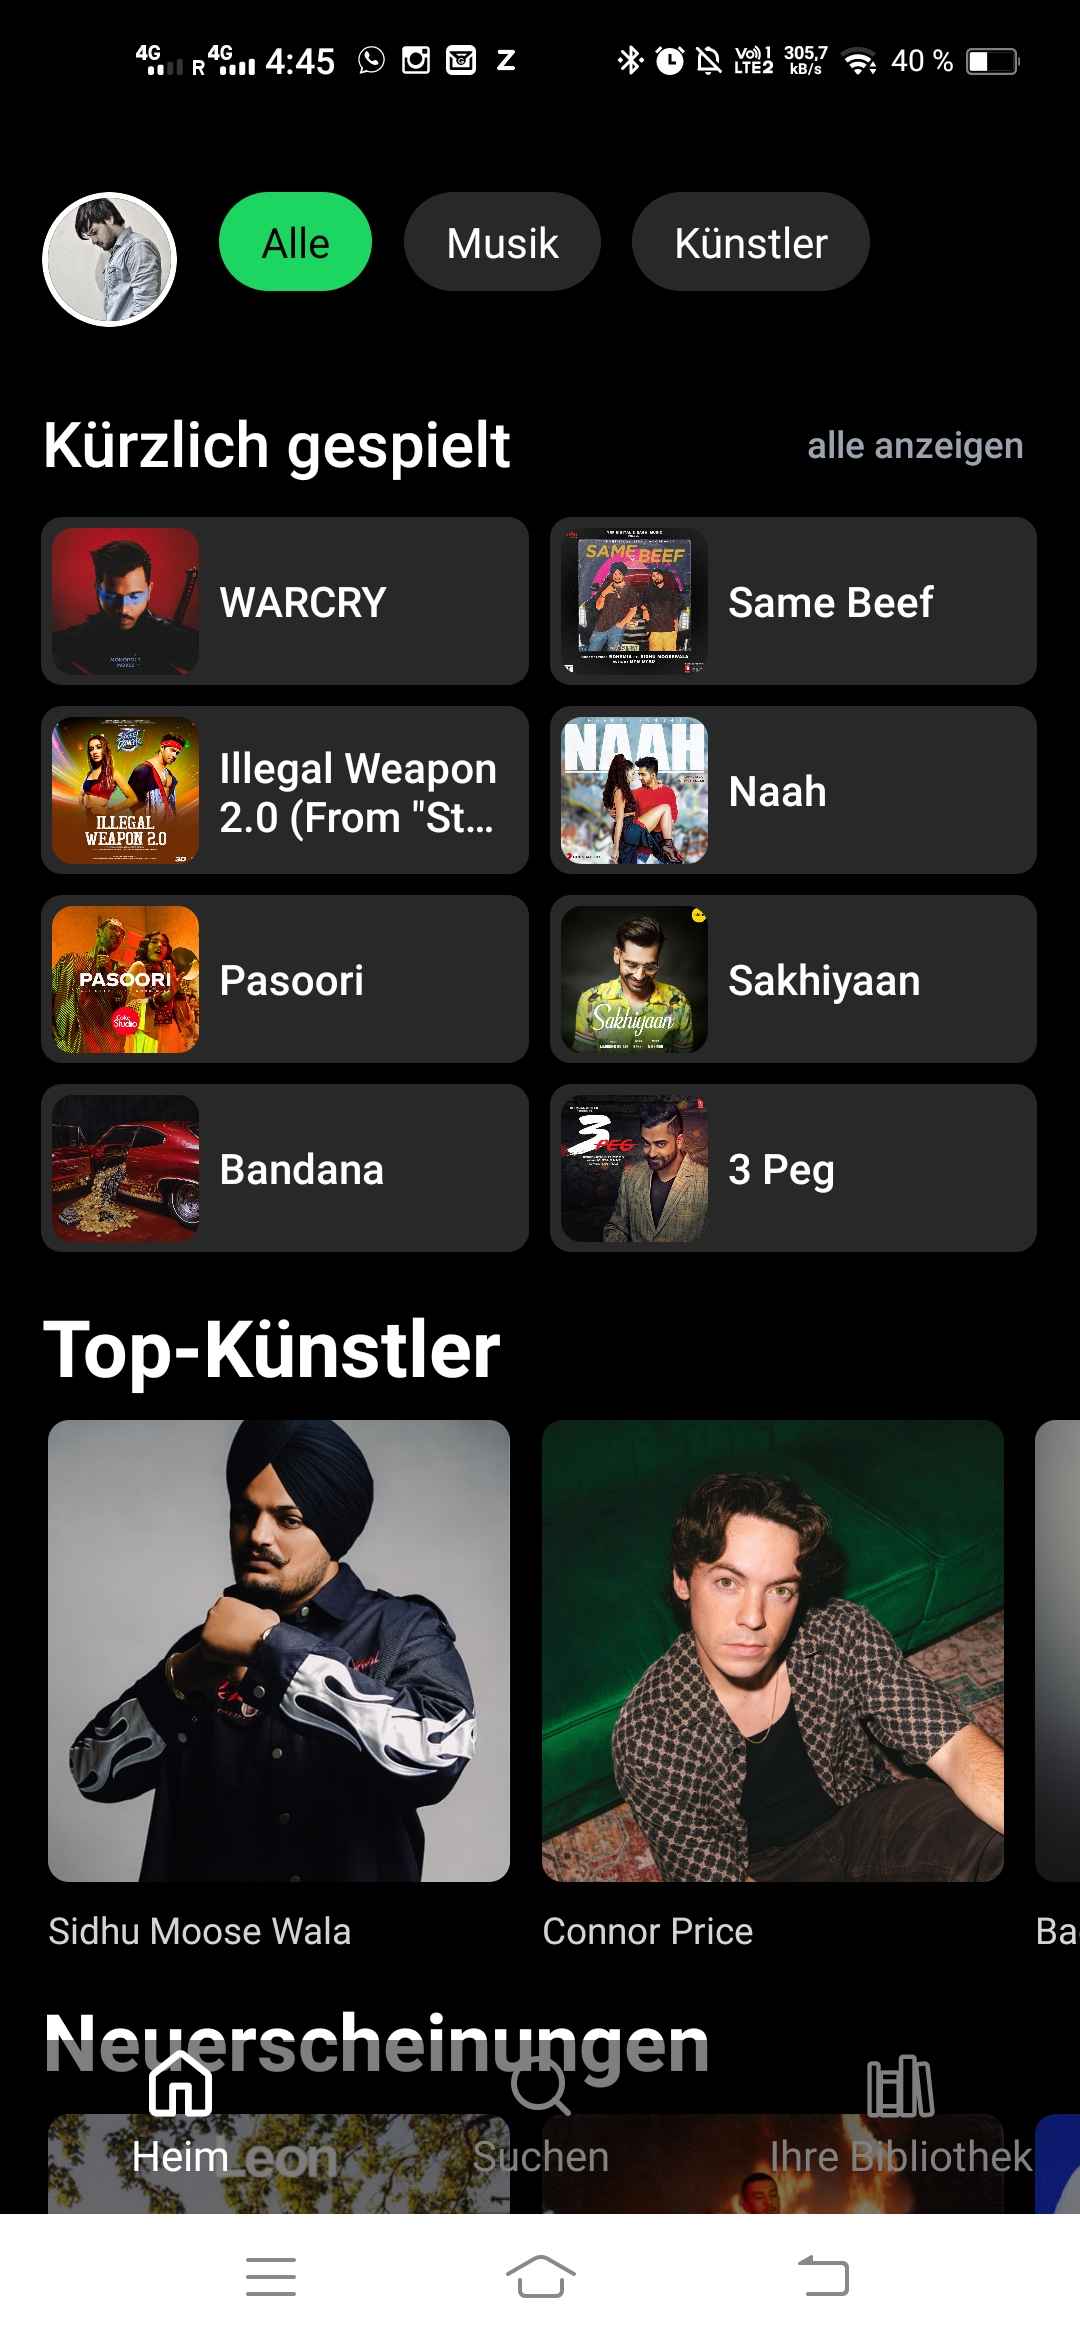 4G R 4G 4:45 Z Vo)) 1 LTE2 305,7 kB/s 40 %
Alle Musik Künstler
Kürzlich gespielt alle anzeigen
WARCRY
SAME BEEF
Same Beef
ILLEGAL
WEAPON 2.0
3D
Illegal Weapon
2.0 (From "St...
NAAH
Naah
PASOORI
Coke
Studio
Pasoori
Sakhiyaan
Sakhiyaan
Bandana
3 PEG
3 Peg
Top-Künstler
Sidhu Moose Wala Connor Price Ba
Neuerscheinungen
Leon
Heim Suchen Ihre Bibliothek